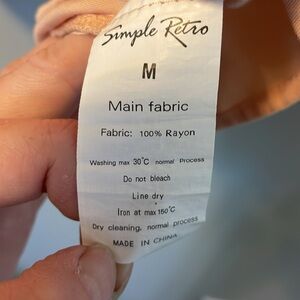 Simple Retro
M
Main fabric
Fabric: 100% Rayon
Washing max 30°C normal Process
Do not bleach
Line dry
Iron at max 150°C
Dry cleaning, normal process
MADE IN CHINA